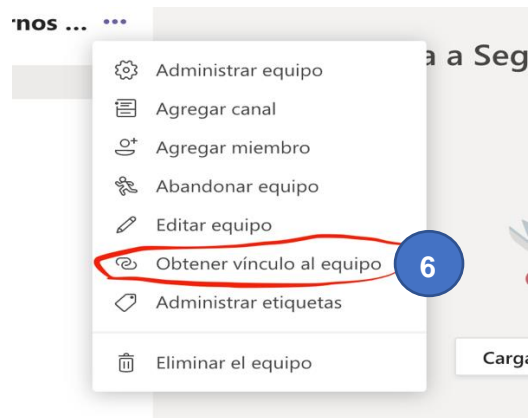 rnos ... •••
a a Seg
Administrar equipo
Agregar canal
Agregar miembro
Abandonar equipo
Editar equipo
Obtener vínculo al equipo
6
Administrar etiquetas
Eliminar el equipo
Carga